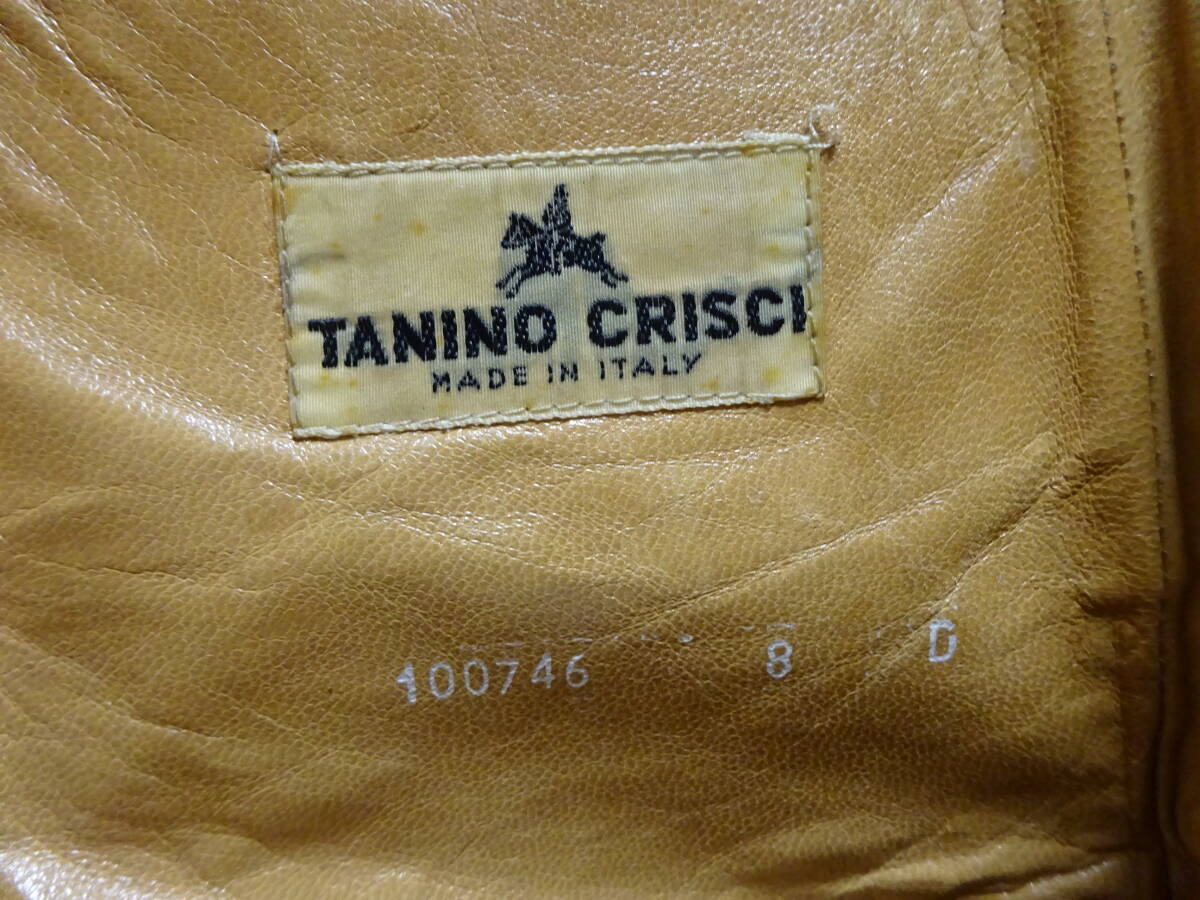 TANINO CRISCI
MADE IN ITALY
100746 8 D